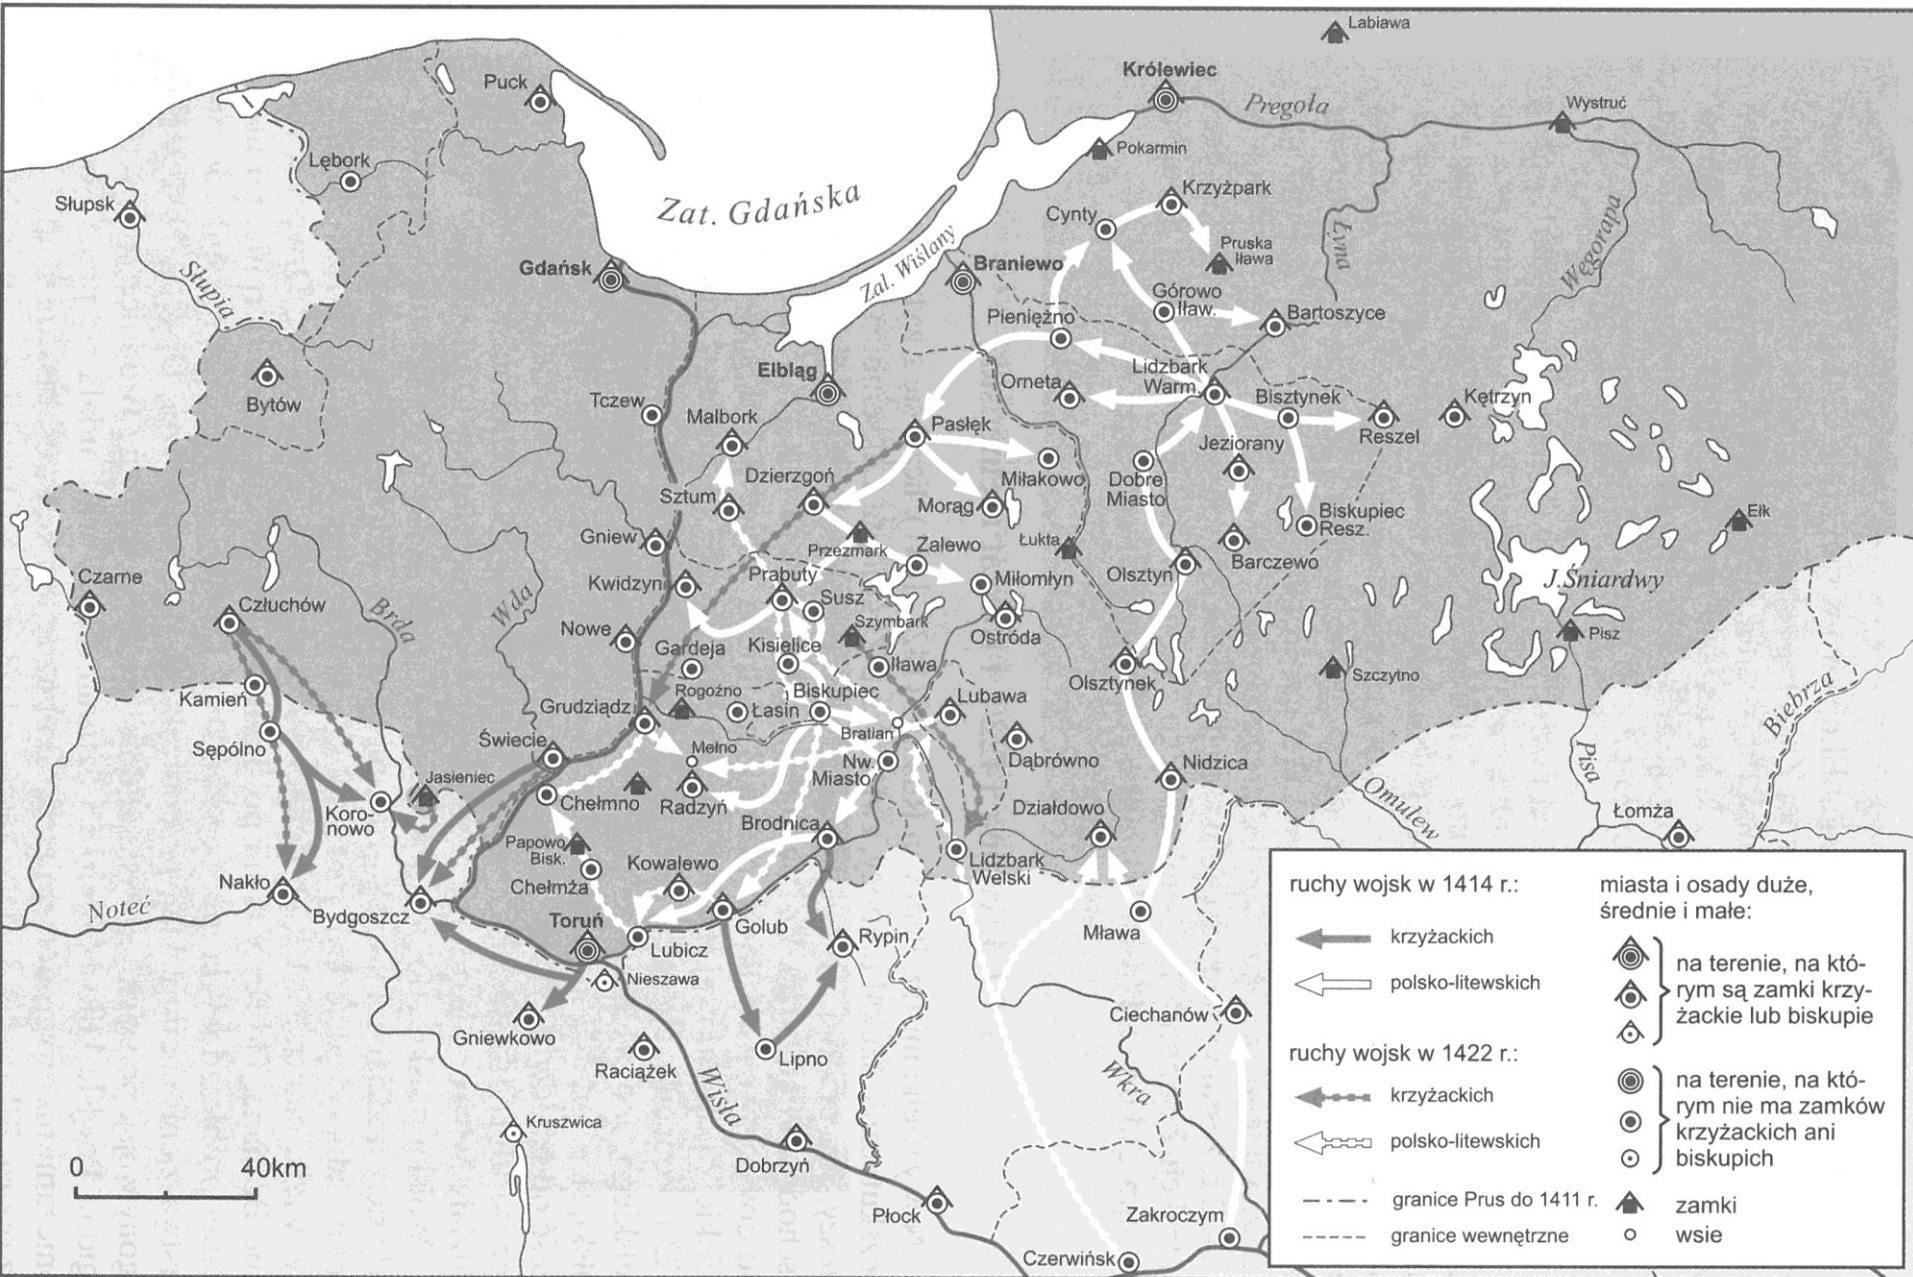 Labiawa
Królewiec
Puck
Pregoła
Wystruć
Pokarmin
Lębork
Krzyżpark
Słupsk
Zat. Gdańska
Cynty
Łyna
Węgorapa
Pruska
Iława
Zal. Wiślany
Gdańsk
Braniewo
Słupia
Górowo
Iław.
Pieniężno
Bartoszyce
Elbląg
Lidzbark
Warm.
Bytów
Tczew
Malbork
Orneta
Bisztynek
Kętrzyn
Pasłęk
Reszel
Jeziorany
Dzierzgoń
Miłakowo
Dobre
Miasto
Sztum
Morąg
Biskupiec
Resz.
Ełk
Gniew
Przezmark
Zalewo
Łukta
Barczewo
Czarne
Kwidzyn
Prabuty
Miłomłyn
Olsztyn
J.Śniardwy
Człuchów
Brda
Wda
Susz
Szymbark
Nowe
Ostróda
Pisz
Gardeja
Kisielice
Iława
Olsztynek
Szczytno
Kamień
Rogoźno
Biskupiec
Lubawa
Biebrza
Grudziądz
Łasin
Sępólno
Świecie
Bratian
Mełno
Dąbrówno
Nw.
Miasto
Nidzica
Pisa
Jasieniec
Koro-
nowo
Chełmno
Radzyń
Działdowo
Omulew
Łomża
Brodnica
Papowo
Bisk.
Kowalewo
Lidzbark
Welski
Chełmża
Nakło
Noteć
Bydgoszcz
Toruń
Golub
Mława
Lubicz
Rypin
Nieszawa
Gniewkowo
Ciechanów
Raciążek
Lipno
Wisła
Wkra
Kruszwica
0 40km
Dobrzyń
Płock
Zakroczym
Czerwińsk
ruchy wojsk w 1414 r.:
krzyżackich
polsko-litewskich
ruchy wojsk w 1422 r.:
krzyżackich
polsko-litewskich
granice Prus do 1411 r.
granice wewnętrzne
miasta i osady duże,
średnie i małe:
na terenie, na któ-
rym są zamki krzy-
żackie lub biskupie
na terenie, na któ-
rym nie ma zamków
krzyżackich ani
biskupich
zamki
wsie